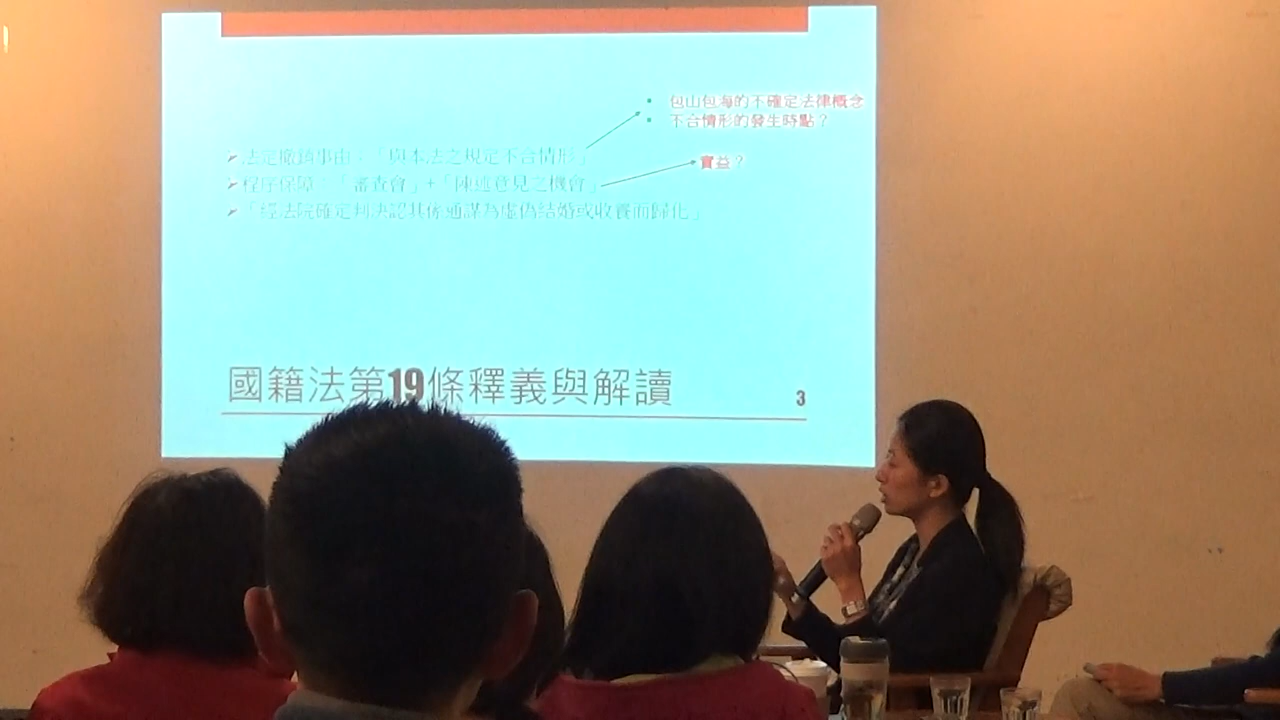 包山包海的不確定法律概念
不合情形的發生時點？
法定撤銷事由：「與本法之規定不合情形」
實益？
程序保障：「審查會」+「陳述意見之機會」
「經法院確定判決認其係通謀為虛偽結婚或收養而歸化」
國籍法第19條釋義與解讀
3